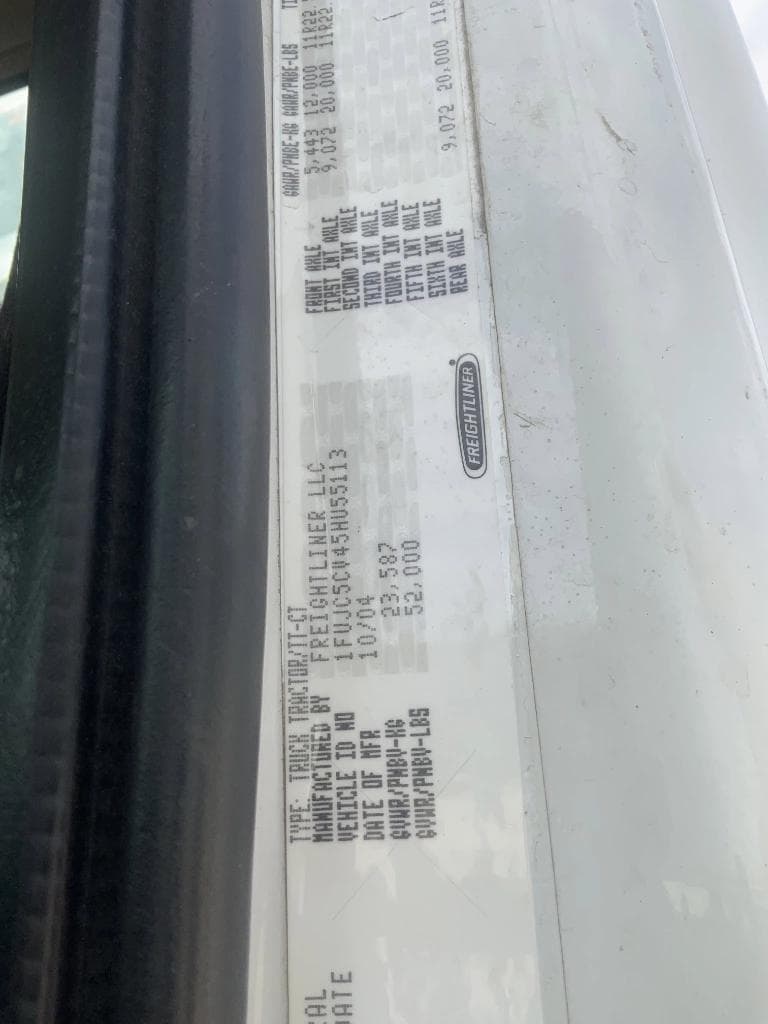 TYPE: TRUCK TRACTOR/TT-CT
MANUFACTURED BY FREIGHTLINER LLC
VEHICLE ID NO 1FUJC5CV45HU55113
DATE OF MFR 10/04
GVWR/PNBV-KG 23,587
GVWR/PNBV-LBS 52,000
FREIGHTLINER
GAWR/PNBE-KG GAWR/PNBE-LBS
FRONT AXLE 5,443 12,000 11R22.
FIRST INT AXLE 9,072 20,000 11R22.
SECOND INT AXLE
THIRD INT AXLE
FOURTH INT AXLE
FIFTH INT AXLE
SIXTH INT AXLE
REAR AXLE 9,072 20,000 11R